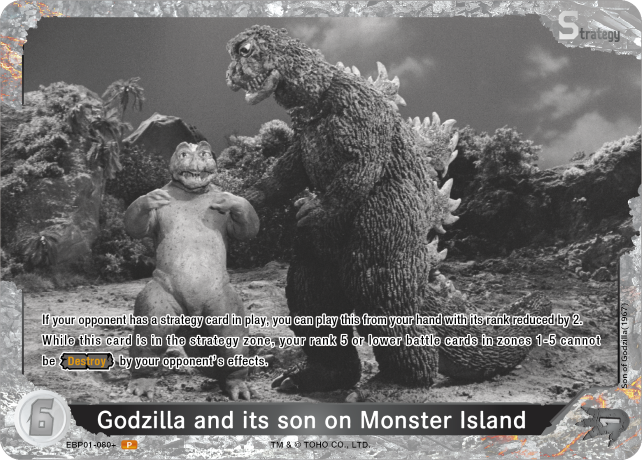 Strategy
If your opponent has a strategy card in play, you can play this from your hand with its rank reduced by 2.
While this card is in the strategy zone, your rank 5 or lower battle cards in zones 1-5 cannot
be Destroy by your opponent's effects.
Son of Godzilla (1967)
6
Godzilla and its son on Monster Island
EBP01-060+ P
TM & © TOHO CO., LTD.